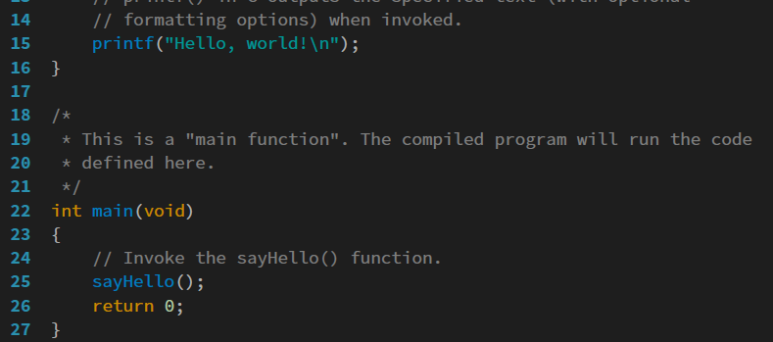 14 // formatting options) when invoked.
15 printf("Hello, world!\n");
16 }
17
18 /*
19 * This is a "main function". The compiled program will run the code
20 * defined here.
21 */
22 int main(void)
23 {
24 // Invoke the sayHello() function.
25 sayHello();
26 return 0;
27 }